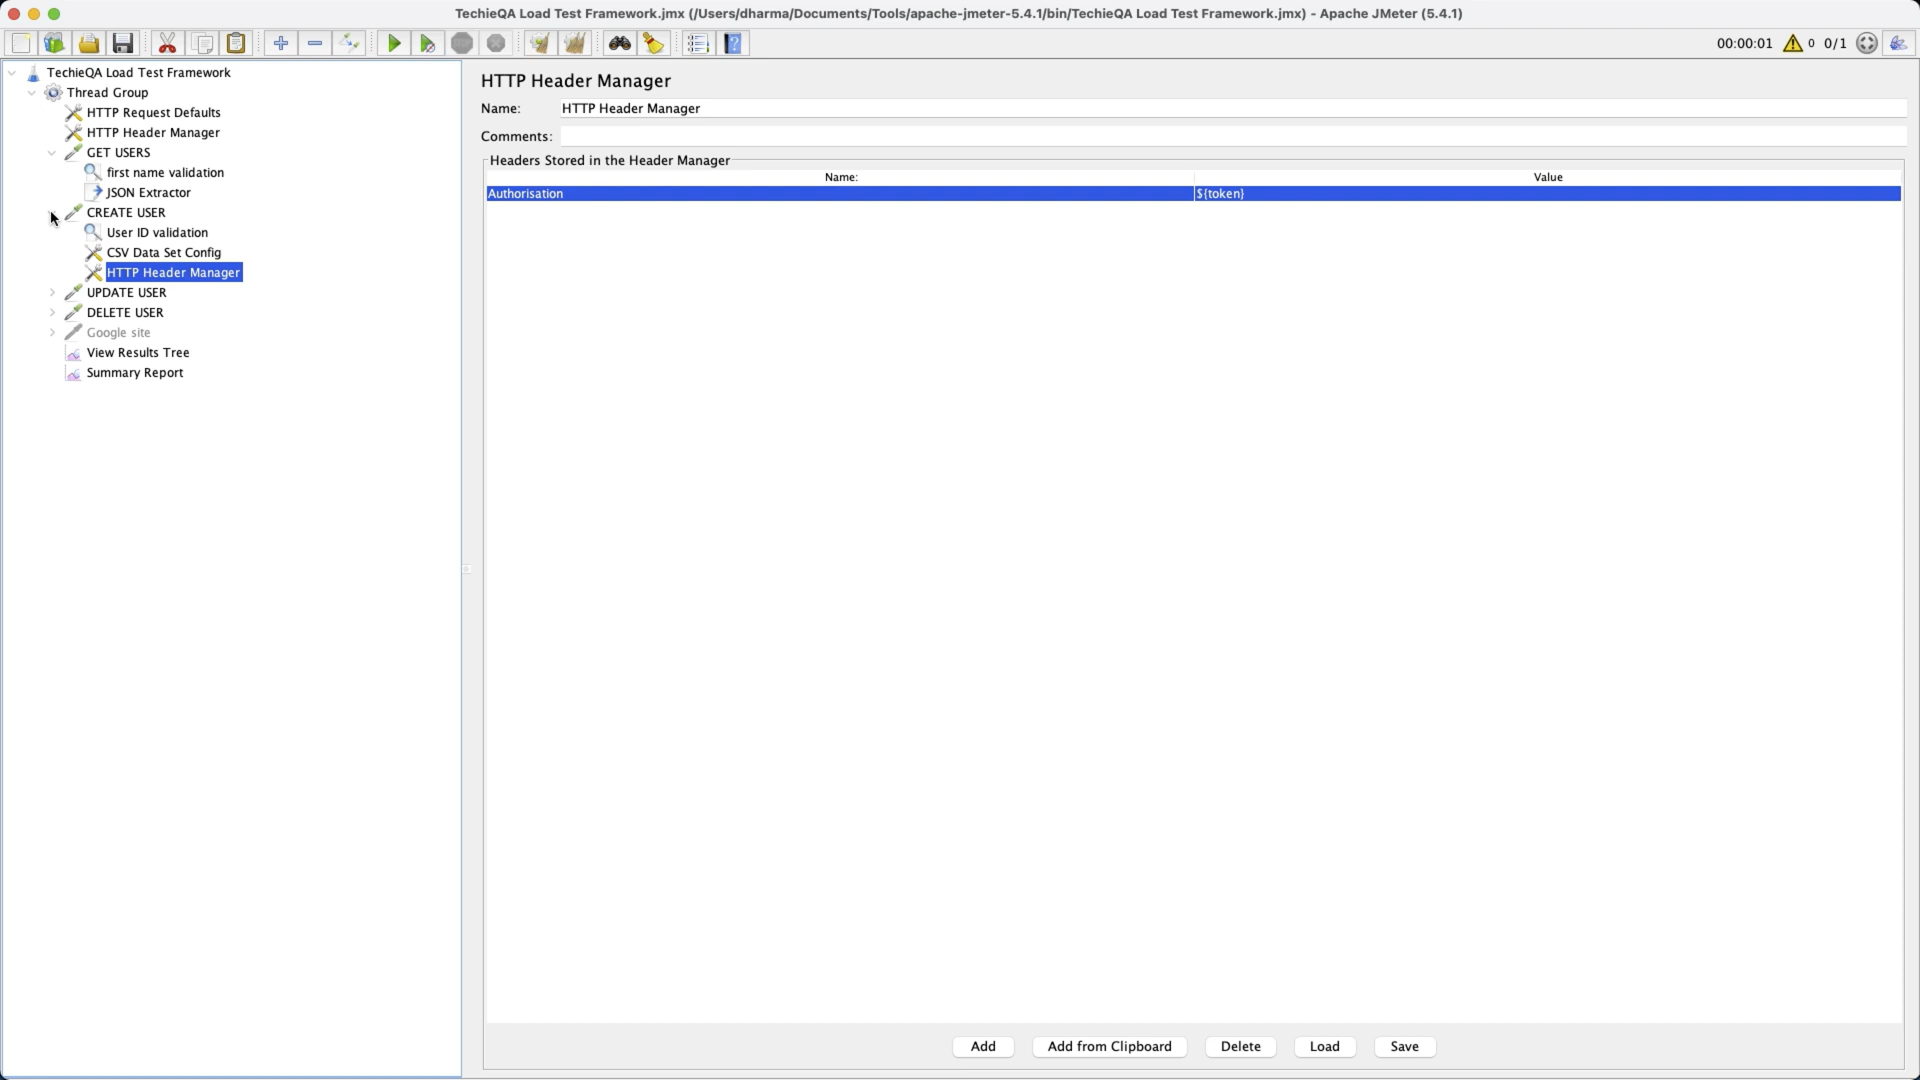 TechieQA Load Test Framework.jmx (/Users/dharma/Documents/Tools/apache-jmeter-5.4.1/bin/TechieQA Load Test Framework.jmx) - Apache JMeter (5.4.1)
00:00:01 0 0/1
TechieQA Load Test Framework
Thread Group
HTTP Request Defaults
HTTP Header Manager
GET USERS
first name validation
JSON Extractor
CREATE USER
User ID validation
CSV Data Set Config
HTTP Header Manager
UPDATE USER
DELETE USER
Google site
View Results Tree
Summary Report
HTTP Header Manager
Name: HTTP Header Manager
Comments:
Headers Stored in the Header Manager
Name: Value
Authorisation ${token}
Add Add from Clipboard Delete Load Save